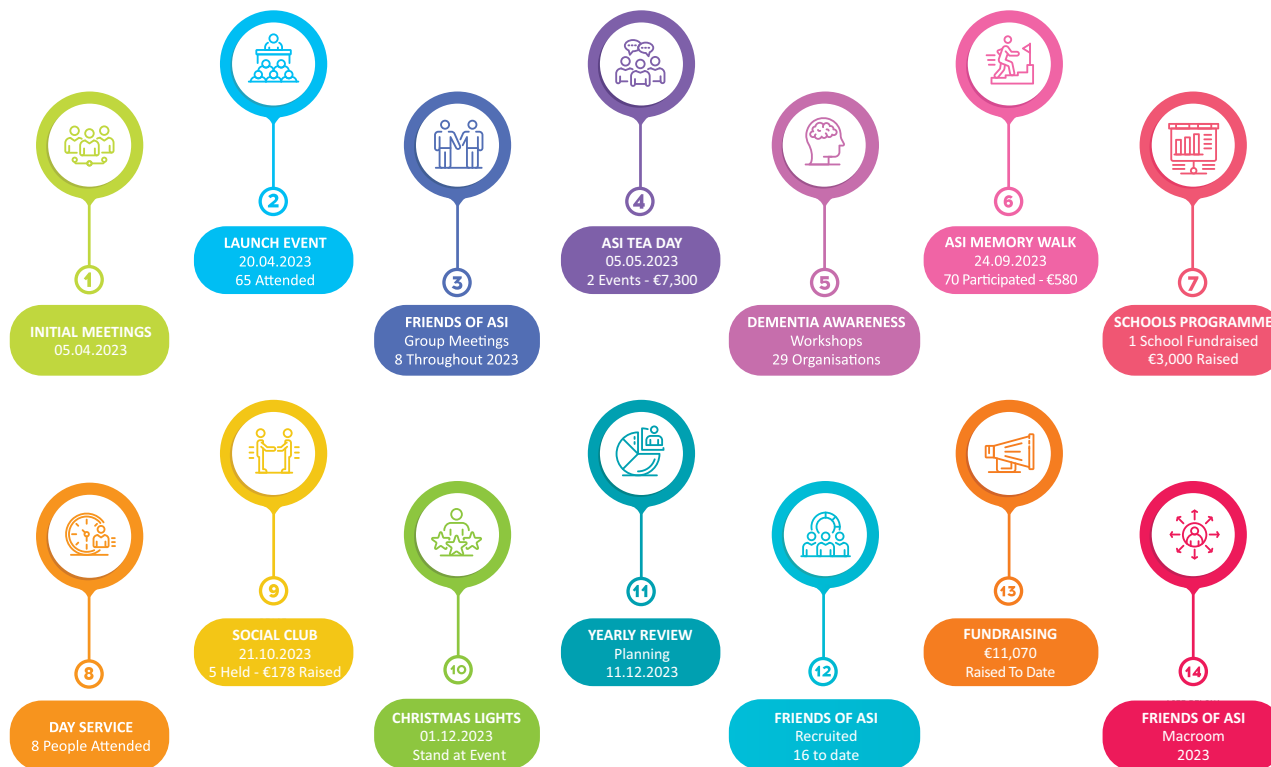 1
INITIAL MEETINGS
05.04.2023
2
LAUNCH EVENT
20.04.2023
65 Attended
3
FRIENDS OF ASI
Group Meetings
8 Throughout 2023
4
ASI TEA DAY
05.05.2023
2 Events - €7,300
5
DEMENTIA AWARENESS
Workshops
29 Organisations
6
ASI MEMORY WALK
24.09.2023
70 Participated - €580
7
SCHOOLS PROGRAMME
1 School Fundraised
€3,000 Raised
8
DAY SERVICE
8 People Attended
9
SOCIAL CLUB
21.10.2023
5 Held - €178 Raised
10
CHRISTMAS LIGHTS
01.12.2023
Stand at Event
11
YEARLY REVIEW
Planning
11.12.2023
12
FRIENDS OF ASI
Recruited
16 to date
13
FUNDRAISING
€11,070
Raised To Date
14
FRIENDS OF ASI
Macroom
2023